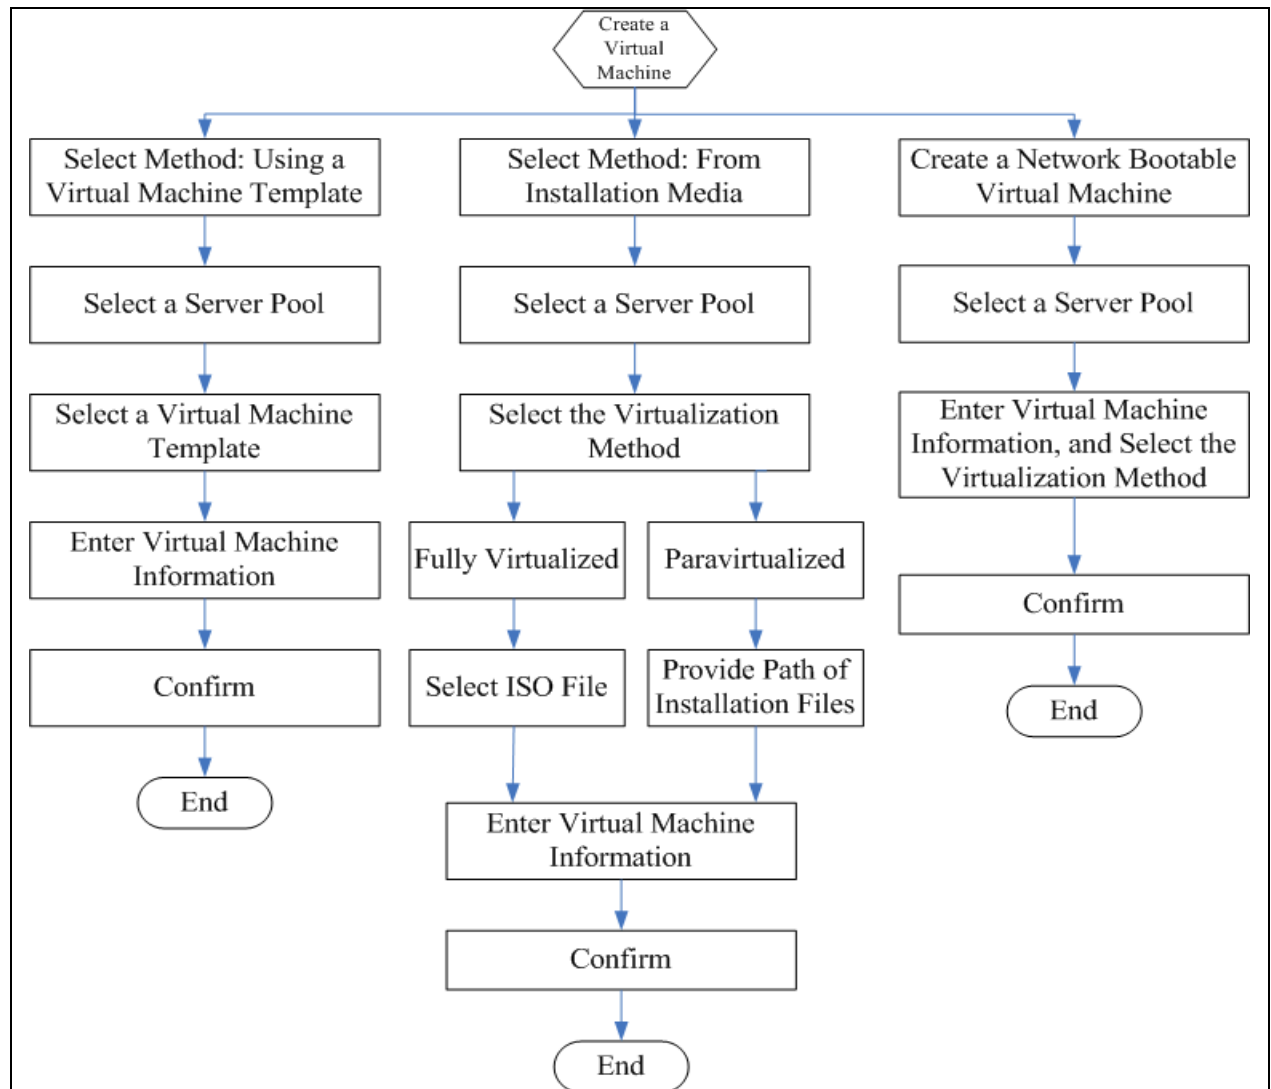 Create a
Virtual
Machine
Select Method: Using a
Virtual Machine Template
Select a Server Pool
Select a Virtual Machine
Template
Enter Virtual Machine
Information
Confirm
End
Select Method: From
Installation Media
Select a Server Pool
Select the Virtualization
Method
Fully Virtualized
Select ISO File
Paravirtualized
Provide Path of
Installation Files
Enter Virtual Machine
Information
Confirm
End
Create a Network Bootable
Virtual Machine
Select a Server Pool
Enter Virtual Machine
Information, and Select the
Virtualization Method
Confirm
End